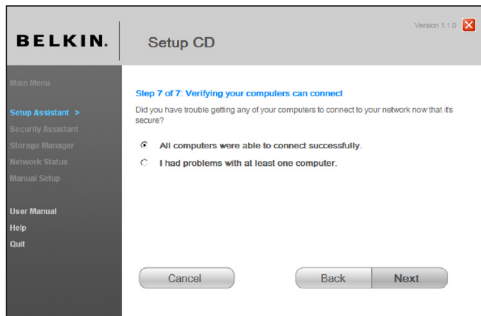 Version 1.1.0
BELKIN.
Setup CD
Main Menu
Setup Assistant >
Security Assistant
Storage Manager
Network Status
Manual Setup
User Manual
Help
Quit
Step 7 of 7: Verifying your computers can connect
Did you have trouble getting any of your computers to connect to your network now that it's
secure?
All computers were able to connect successfully.
I had problems with at least one computer.
Cancel
Back
Next